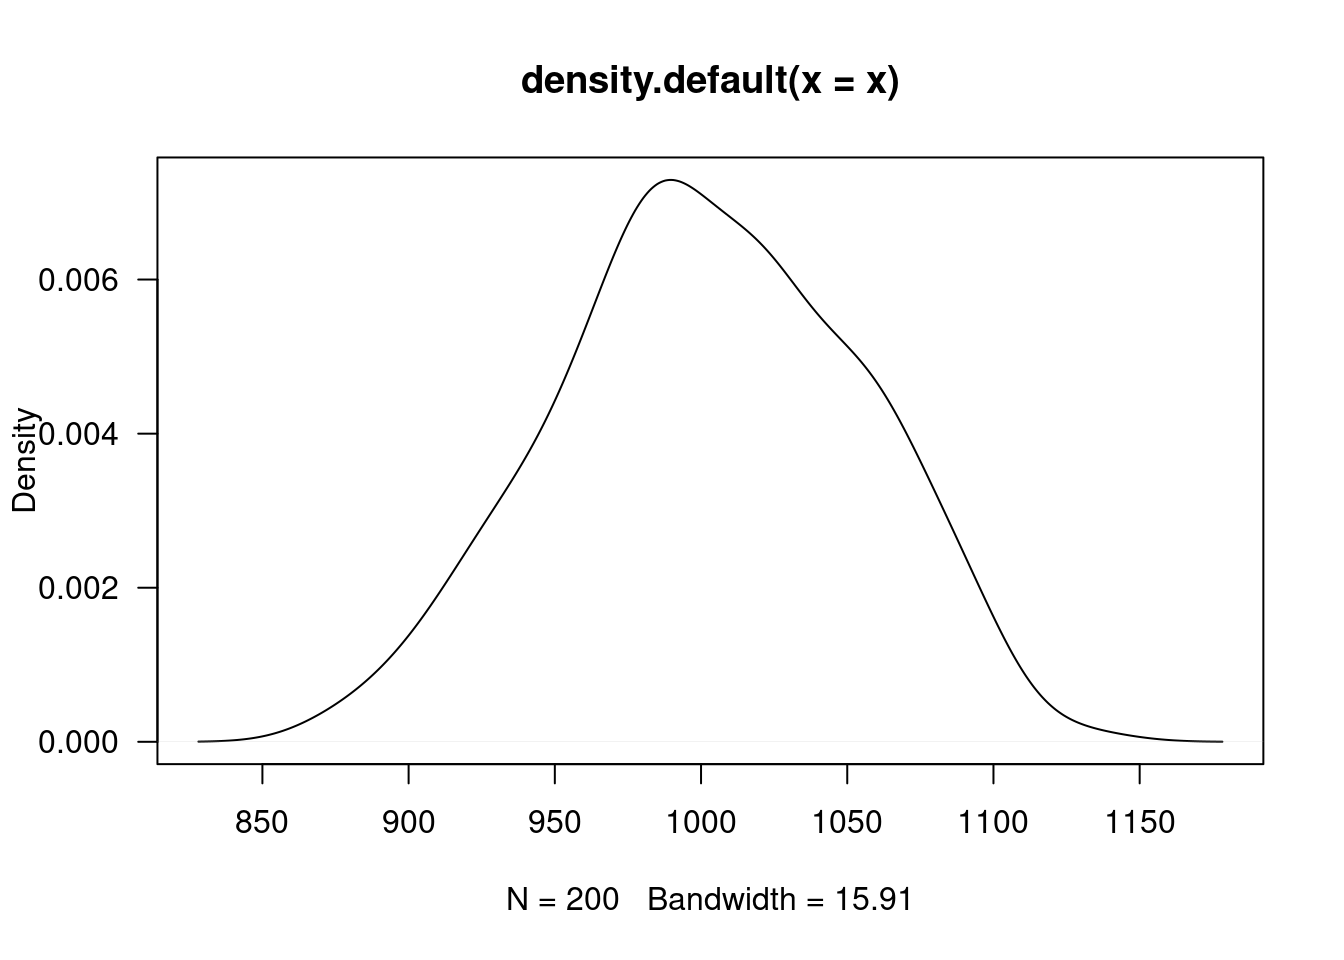 density.default(x = x)
Density
0.006
0.004
0.002
0.000
850 900 950 1000 1050 1100 1150
N = 200 Bandwidth = 15.91